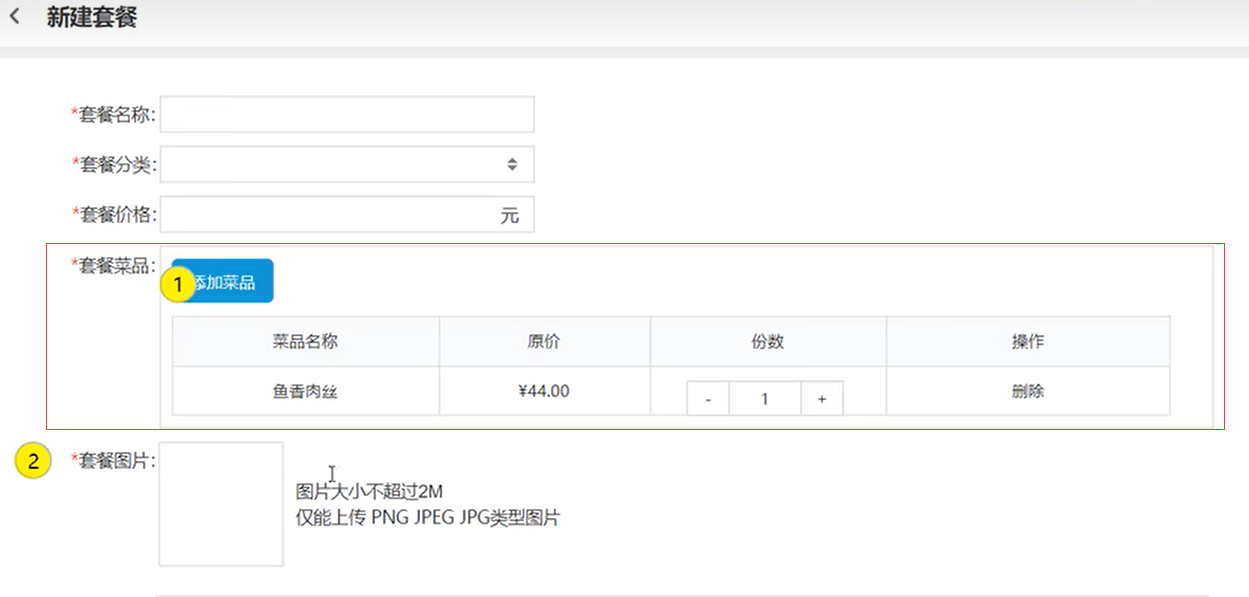 新建套餐
*套餐名称:
*套餐分类:
*套餐价格: 元
*套餐菜品:
1 添加菜品
菜品名称 原价 份数 操作
鱼香肉丝 ¥44.00 - 1 + 删除
2 *套餐图片:
图片大小不超过2M
仅能上传 PNG JPEG JPG类型图片